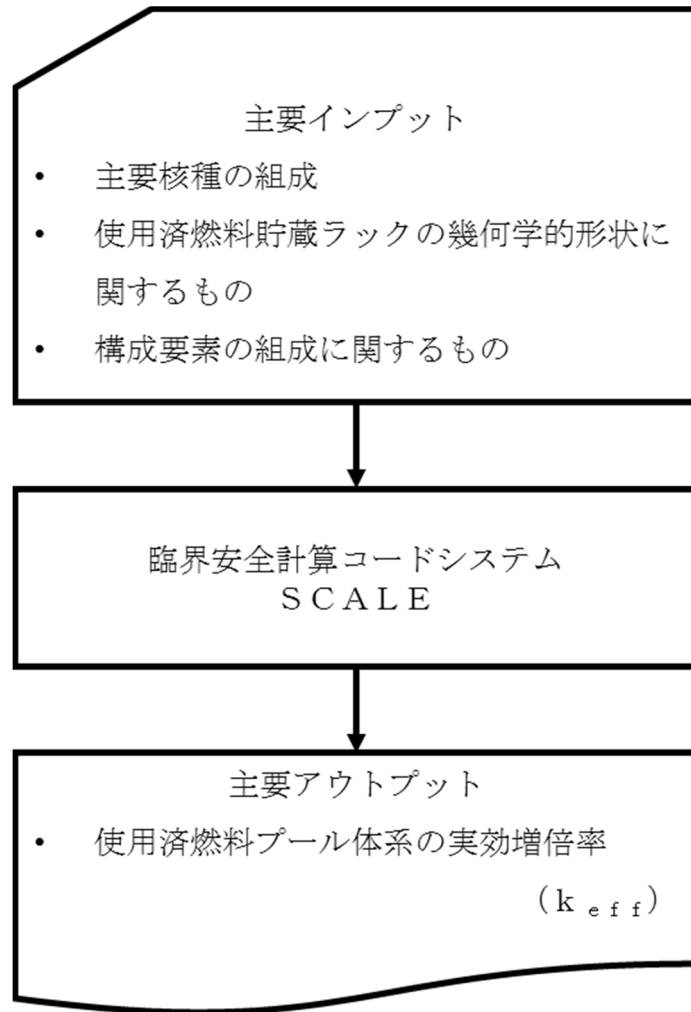 主要インプット
• 主要核種の組成
• 使用済燃料貯蔵ラックの幾何学的形状に
関するもの
• 構成要素の組成に関するもの
臨界安全計算コードシステム
ＳＣＡＬＥ
主要アウトプット
• 使用済燃料プール体系の実効増倍率
（ｋｅｆｆ）